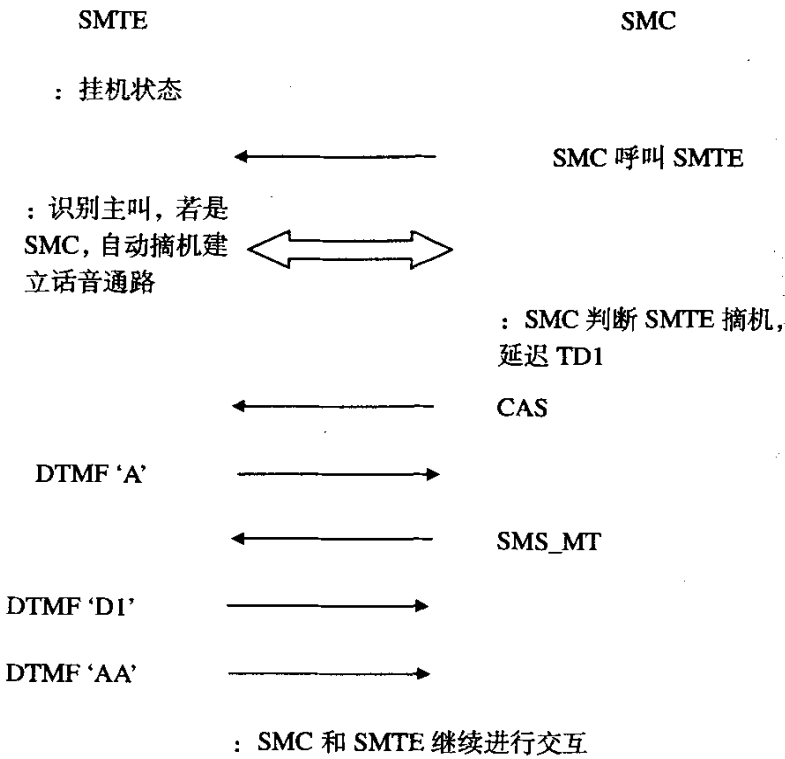 SMTE
SMC
：挂机状态
SMC 呼叫 SMTE
：识别主叫，若是
SMC，自动摘机建
立话音通路
：SMC 判断 SMTE 摘机，
延迟 TD1
CAS
DTMF ‘A’
SMS_MT
DTMF ‘D1’
DTMF ‘AA’
：SMC 和 SMTE 继续进行交互